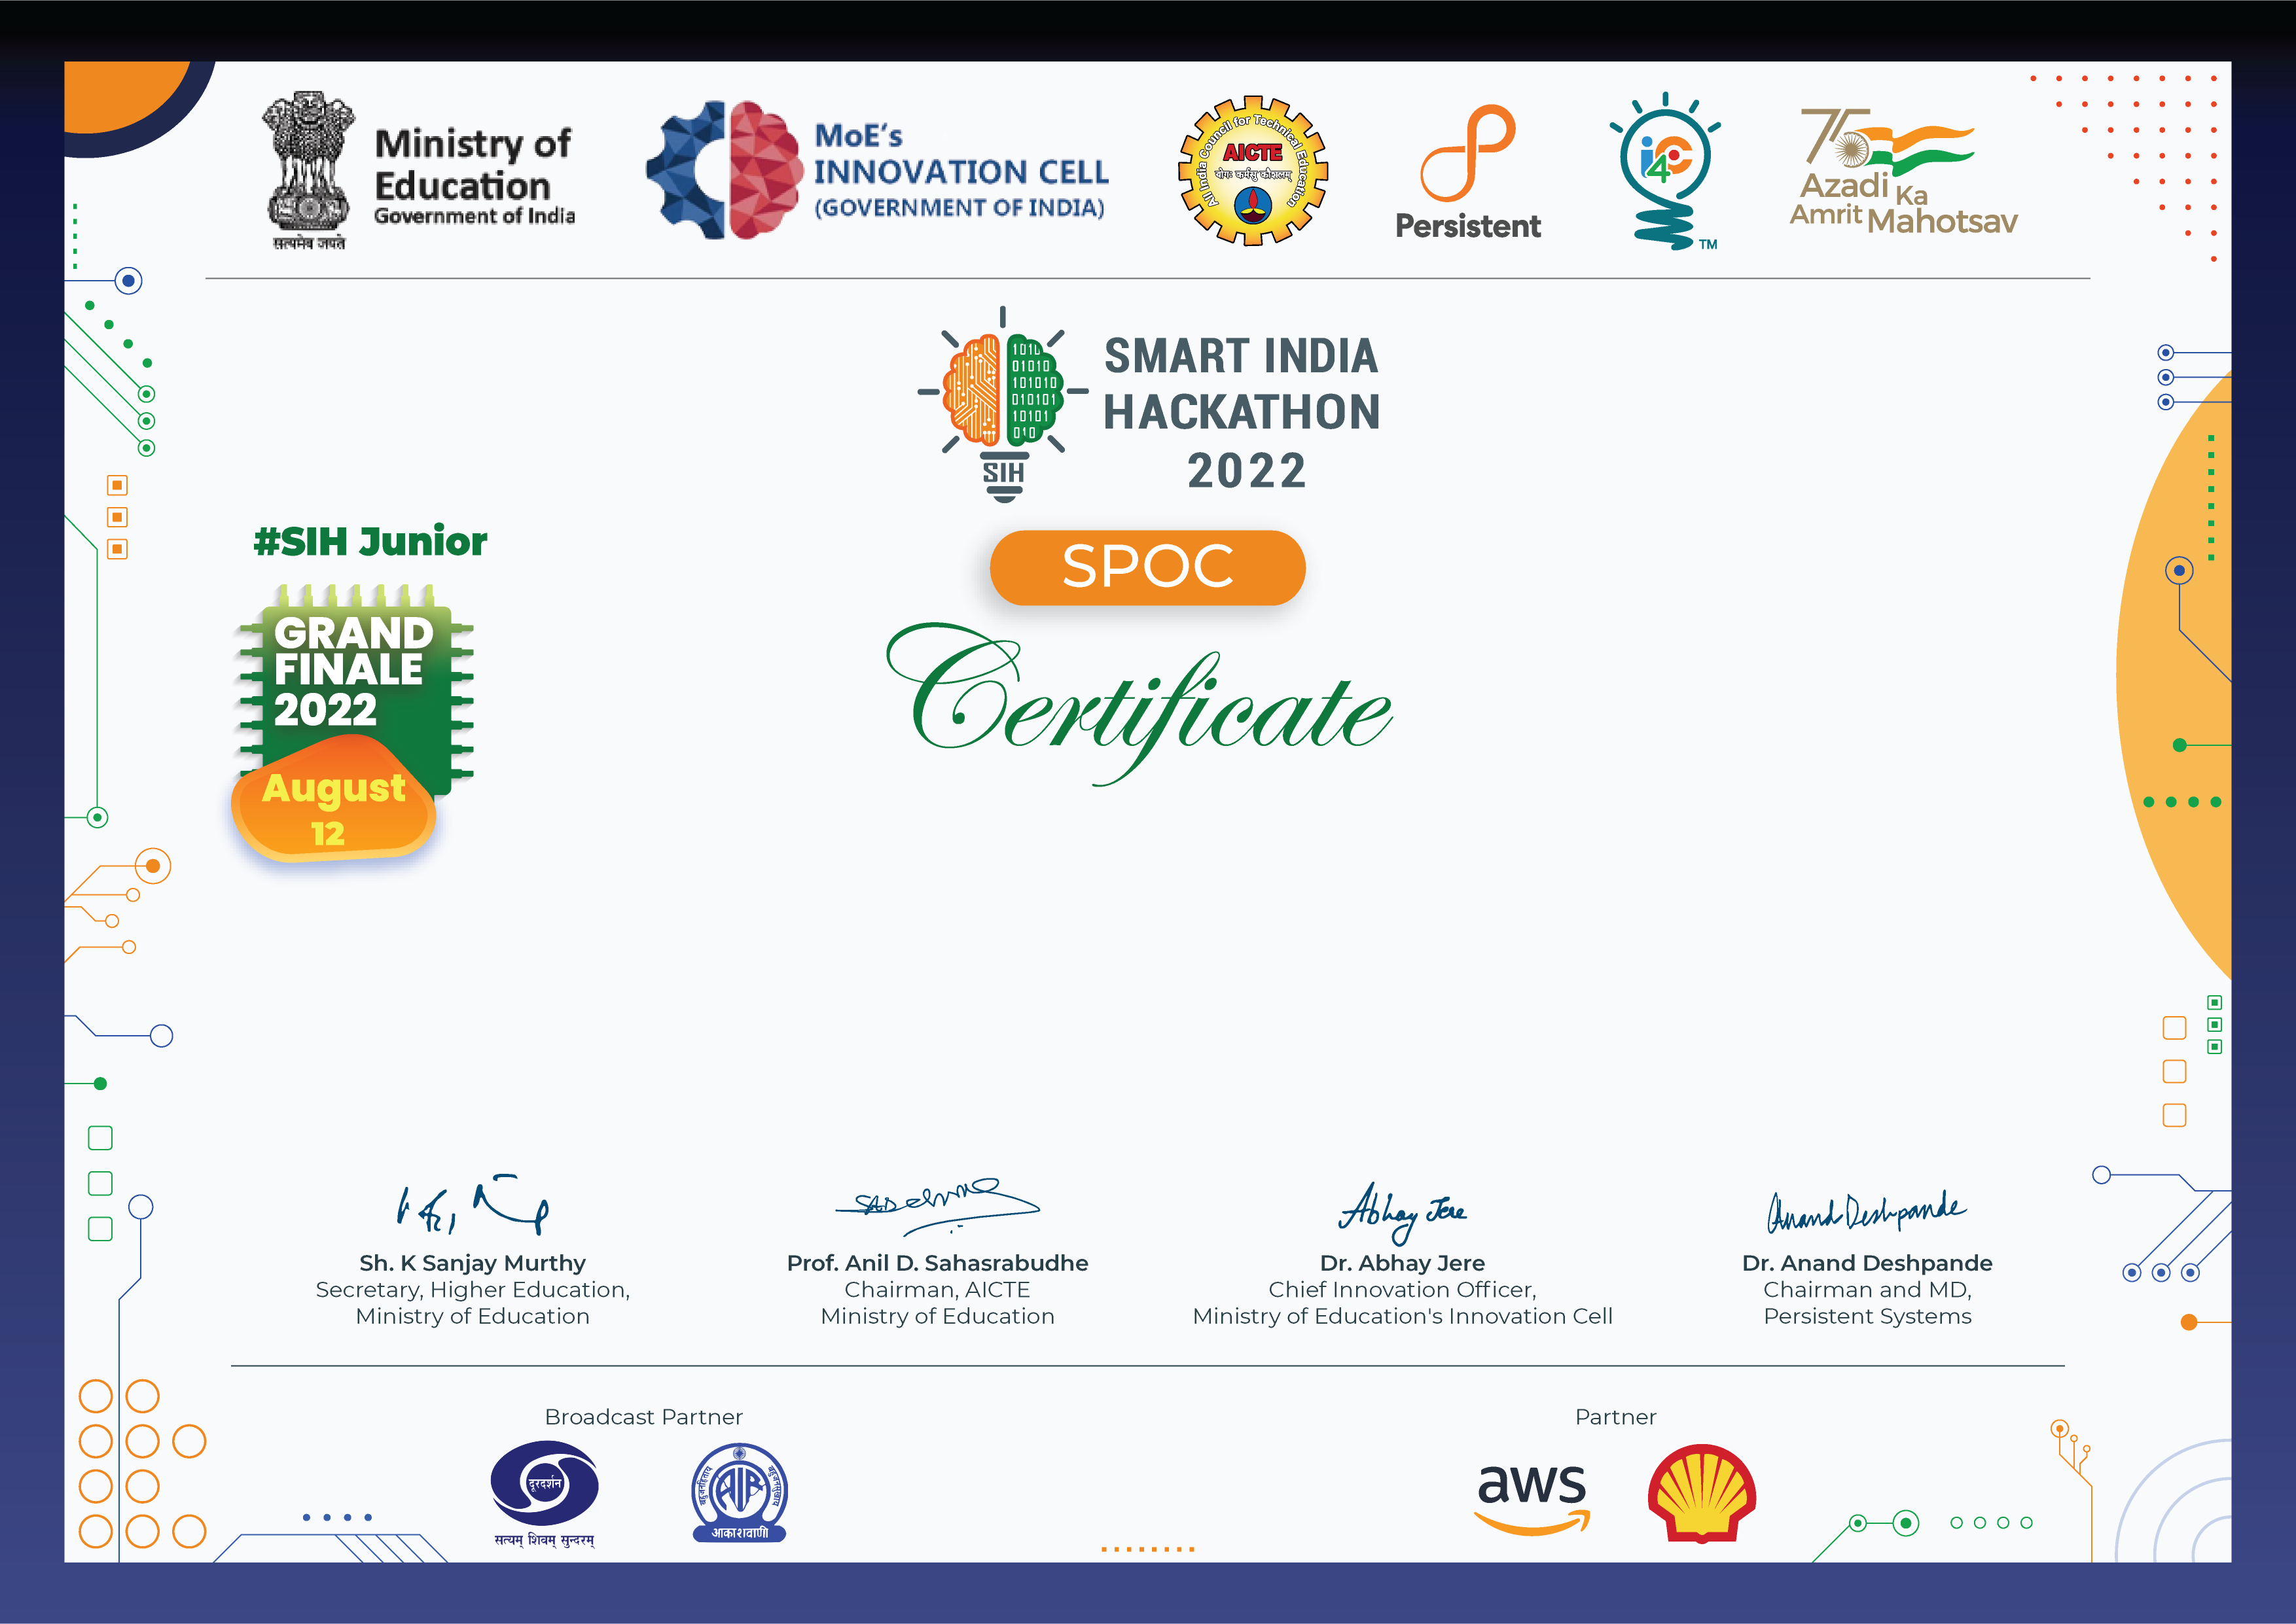 सत्यमेव जयते
Ministry of
Education
Government of India
MoE's
INNOVATION CELL
(GOVERNMENT OF INDIA)
All India Council for Technical Education
AICTE
योगः कर्मसु कौशलम्
Persistent
i4C
TM
75
Azadi Ka
Amrit Mahotsav
101L
01010
101010
010101
10101
010
SIH
SMART INDIA
HACKATHON
2022
#SIH Junior
SPOC
GRAND
FINALE
2022
August
12
Certificate
Abhay Jere
Anand Deshpande
Sh. K Sanjay Murthy
Secretary, Higher Education,
Ministry of Education
Prof. Anil D. Sahasrabudhe
Chairman, AICTE
Ministry of Education
Dr. Abhay Jere
Chief Innovation Officer,
Ministry of Education's Innovation Cell
Dr. Anand Deshpande
Chairman and MD,
Persistent Systems
Broadcast Partner
दूरदर्शन
सत्यम् शिवम् सुन्दरम्
बहुजनहिताय
बहुजनसुखाय
AIR
आकाशवाणी
Partner
aws